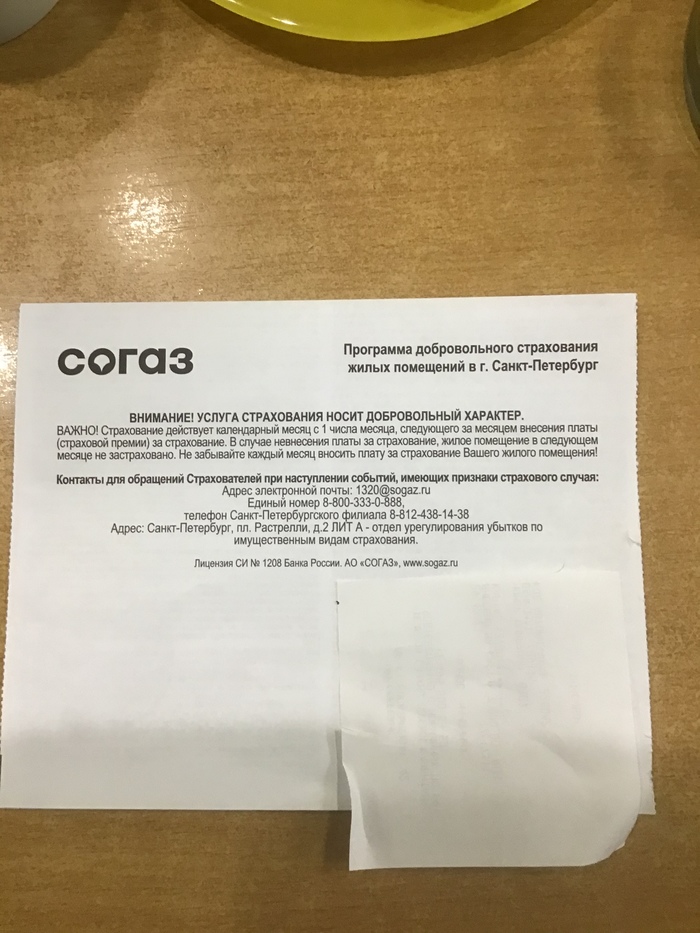 согаз
Программа добровольного страхования
жилых помещений в г. Санкт-Петербург
ВНИМАНИЕ! УСЛУГА СТРАХОВАНИЯ НОСИТ ДОБРОВОЛЬНЫЙ ХАРАКТЕР.
ВАЖНО! Страхование действует календарный месяц с 1 числа месяца, следующего за месяцем внесения платы
(страховой премии) за страхование. В случае невнесения платы за страхование, жилое помещение в следующем
месяце не застраховано. Не забывайте каждый месяц вносить плату за страхование Вашего жилого помещения!
Контакты для обращений Страхователей при наступлении событий, имеющих признаки страхового случая:
Адрес электронной почты: 1320@sogaz.ru
Единый номер 8-800-333-0-888,
телефон Санкт-Петербургского филиала 8-812-438-14-38
Адрес: Санкт-Петербург, пл. Растрелли, д.2 ЛИТ А - отдел урегулирования убытков по
имущественным видам страхования.
Лицензия СИ № 1208 Банка России. АО «СОГАЗ», www.sogaz.ru